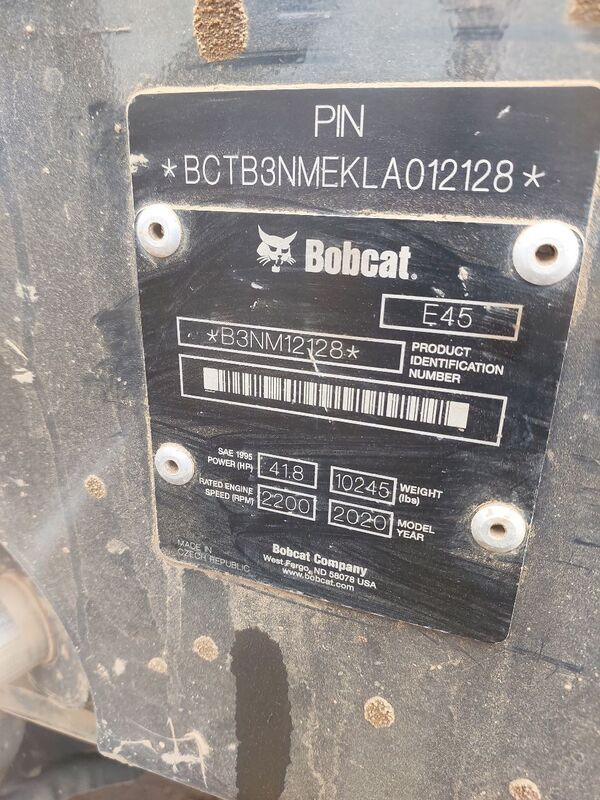 PIN
*BCTB3NMEKLA012128*
Bobcat.
E45
*B3NM12128*
PRODUCT
IDENTIFICATION
NUMBER
SAE 1995
POWER (HP)
41.8
10245
WEIGHT
(lbs)
RATED ENGINE
SPEED (RPM)
2200
2020
MODEL
YEAR
MADE IN
CZECH REPUBLIC
Bobcat Company
West Fargo, ND 58078 USA
www.bobcat.com